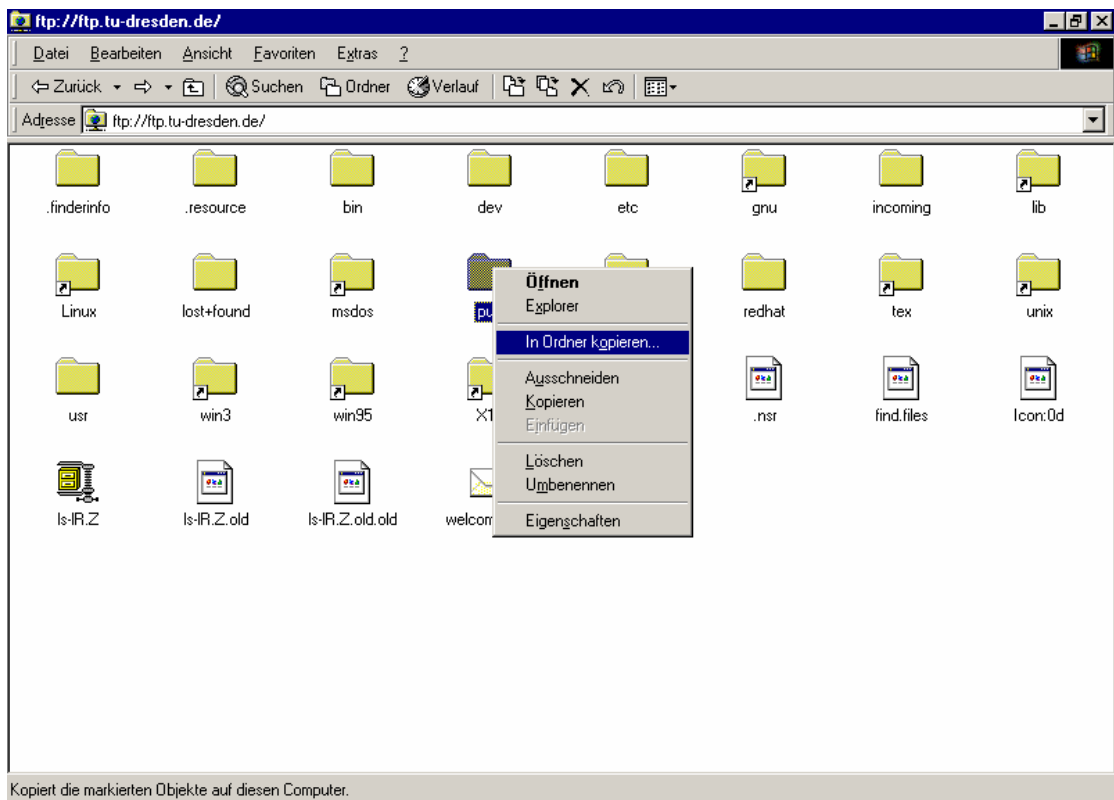 ftp://ftp.tu-dresden.de/
Datei Bearbeiten Ansicht Favoriten Extras ?
Zurück Suchen Ordner Verlauf
Adresse ftp://ftp.tu-dresden.de/
.finderinfo .resource bin dev etc gnu incoming lib
Linux lost+found msdos redhat tex unix
Öffnen
Explorer
In Ordner kopieren...
Ausschneiden
Kopieren
Einfügen
Löschen
Umbenennen
Eigenschaften
usr win3 win95 .nsr find.files Icon:0d
ls-lR.Z ls-lR.Z.old ls-lR.Z.old.old
Kopiert die markierten Objekte auf diesen Computer.